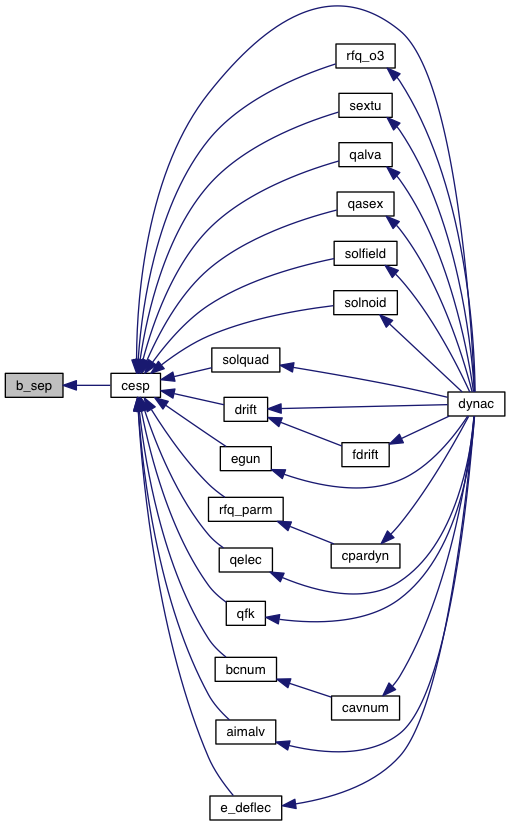 rfq_o3
sextu
qalva
qasex
solfield
solnoid
solquad
b_sep
cesp
dynac
drift
fdrift
egun
rfq_parm
cpardyn
qelec
qfk
bcnum
cavnum
aimalv
e_deflec